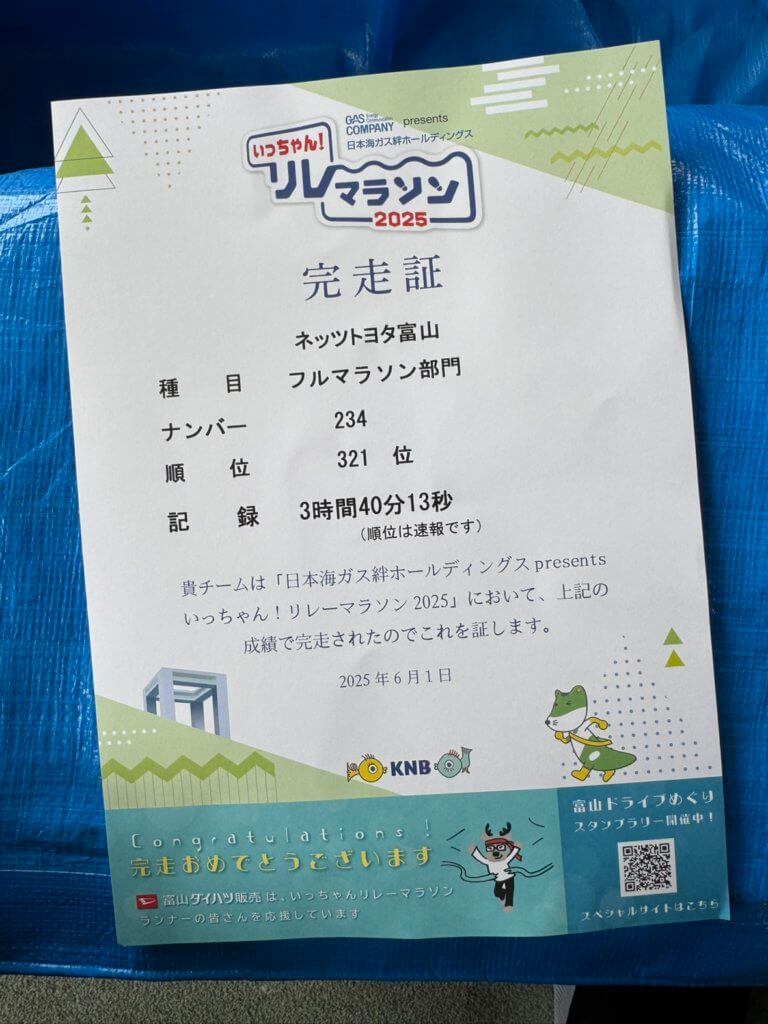 GAS Energy Communication COMPANY presents
日本海ガス絆ホールディングス
いっちゃん!
リレーマラソン
2025
完走証
ネッツトヨタ富山
種 目 フルマラソン部門
ナンバー 234
順 位 321 位
記 録 3時間40分13秒
(順位は速報です)
貴チームは「日本海ガス絆ホールディングス presents
いっちゃん!リレーマラソン 2025」において、上記の
成績で完走されたのでこれを証します。
2025 年 6 月 1 日
KNB
Congratulations!
完走おめでとうございます
富山ダイハツ販売 は、いっちゃんリレーマラソン
ランナーの皆さんを応援しています
富山ドライブめぐり
スタンプラリー開催中!
スペシャルサイトはこちら